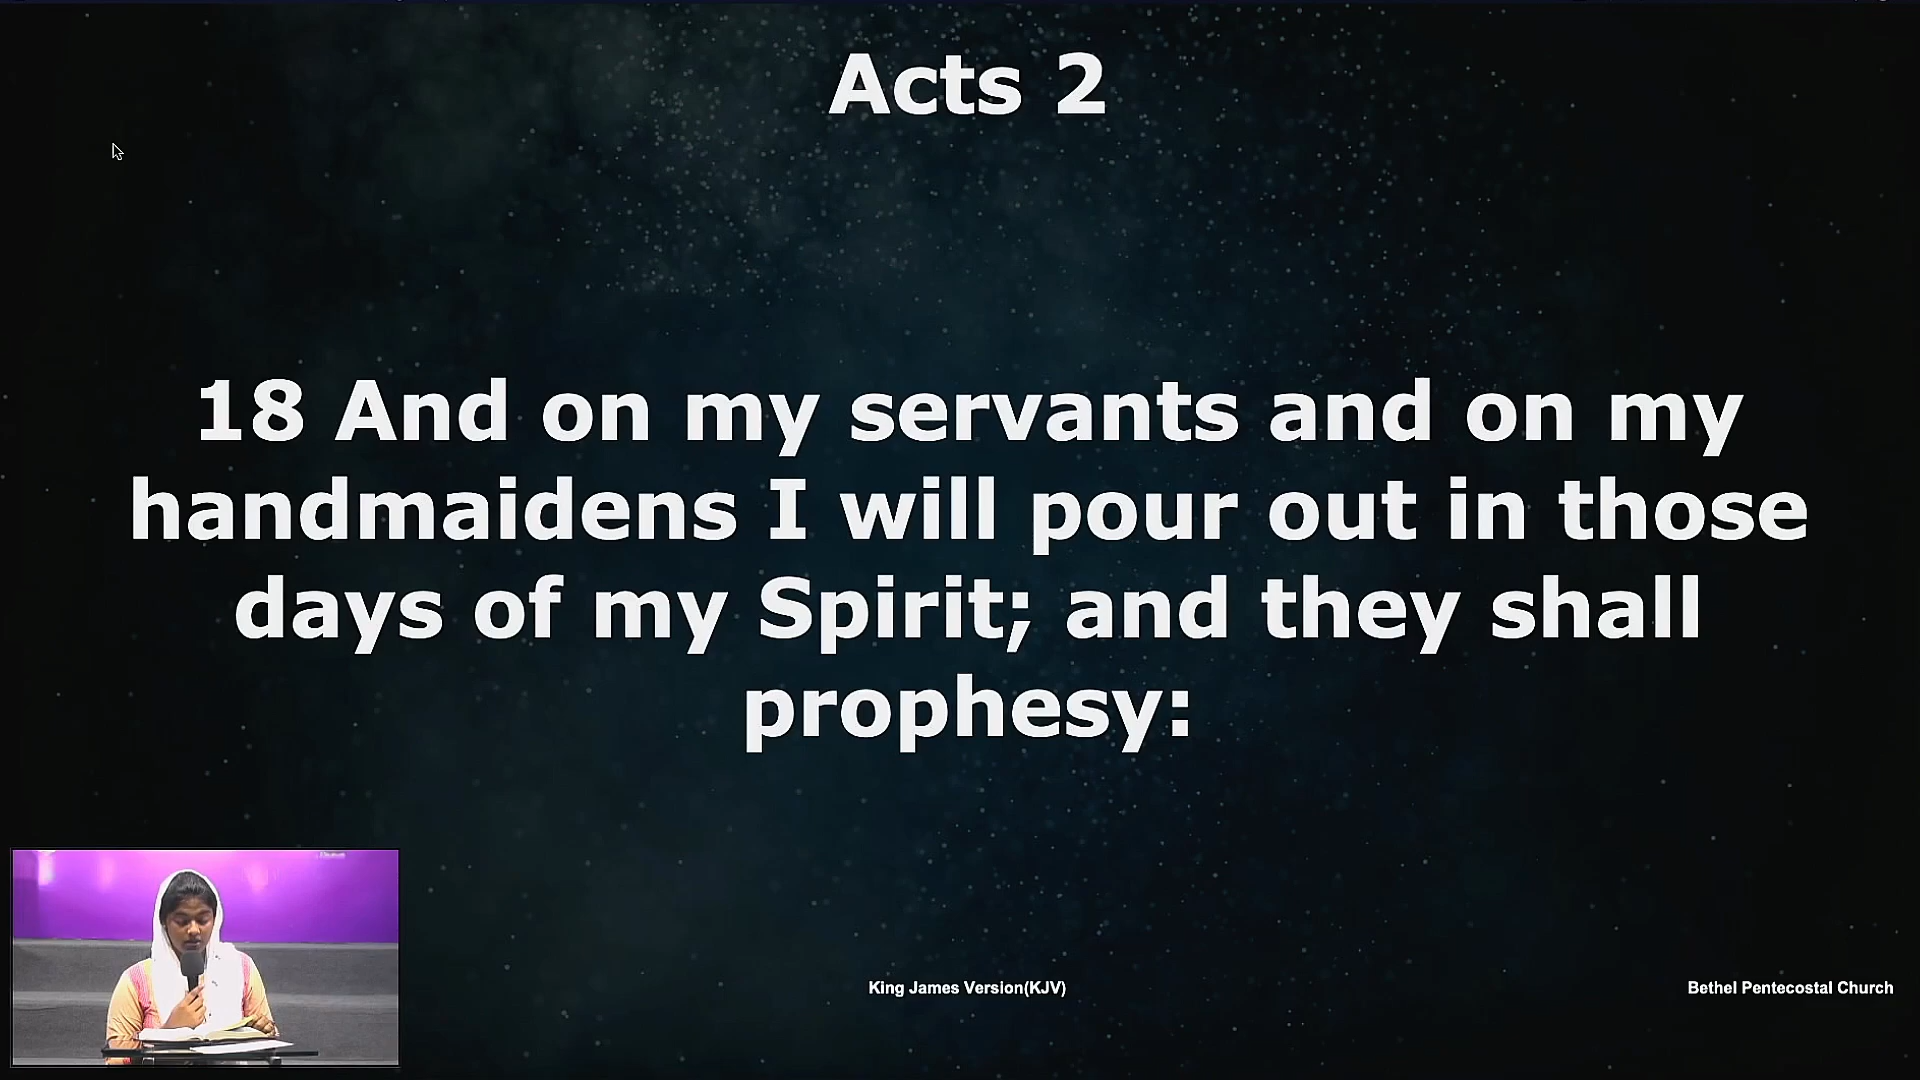 Acts 2
18 And on my servants and on my
handmaidens I will pour out in those
days of my Spirit; and they shall
prophesy:
King James Version(KJV)
Bethel Pentecostal Church